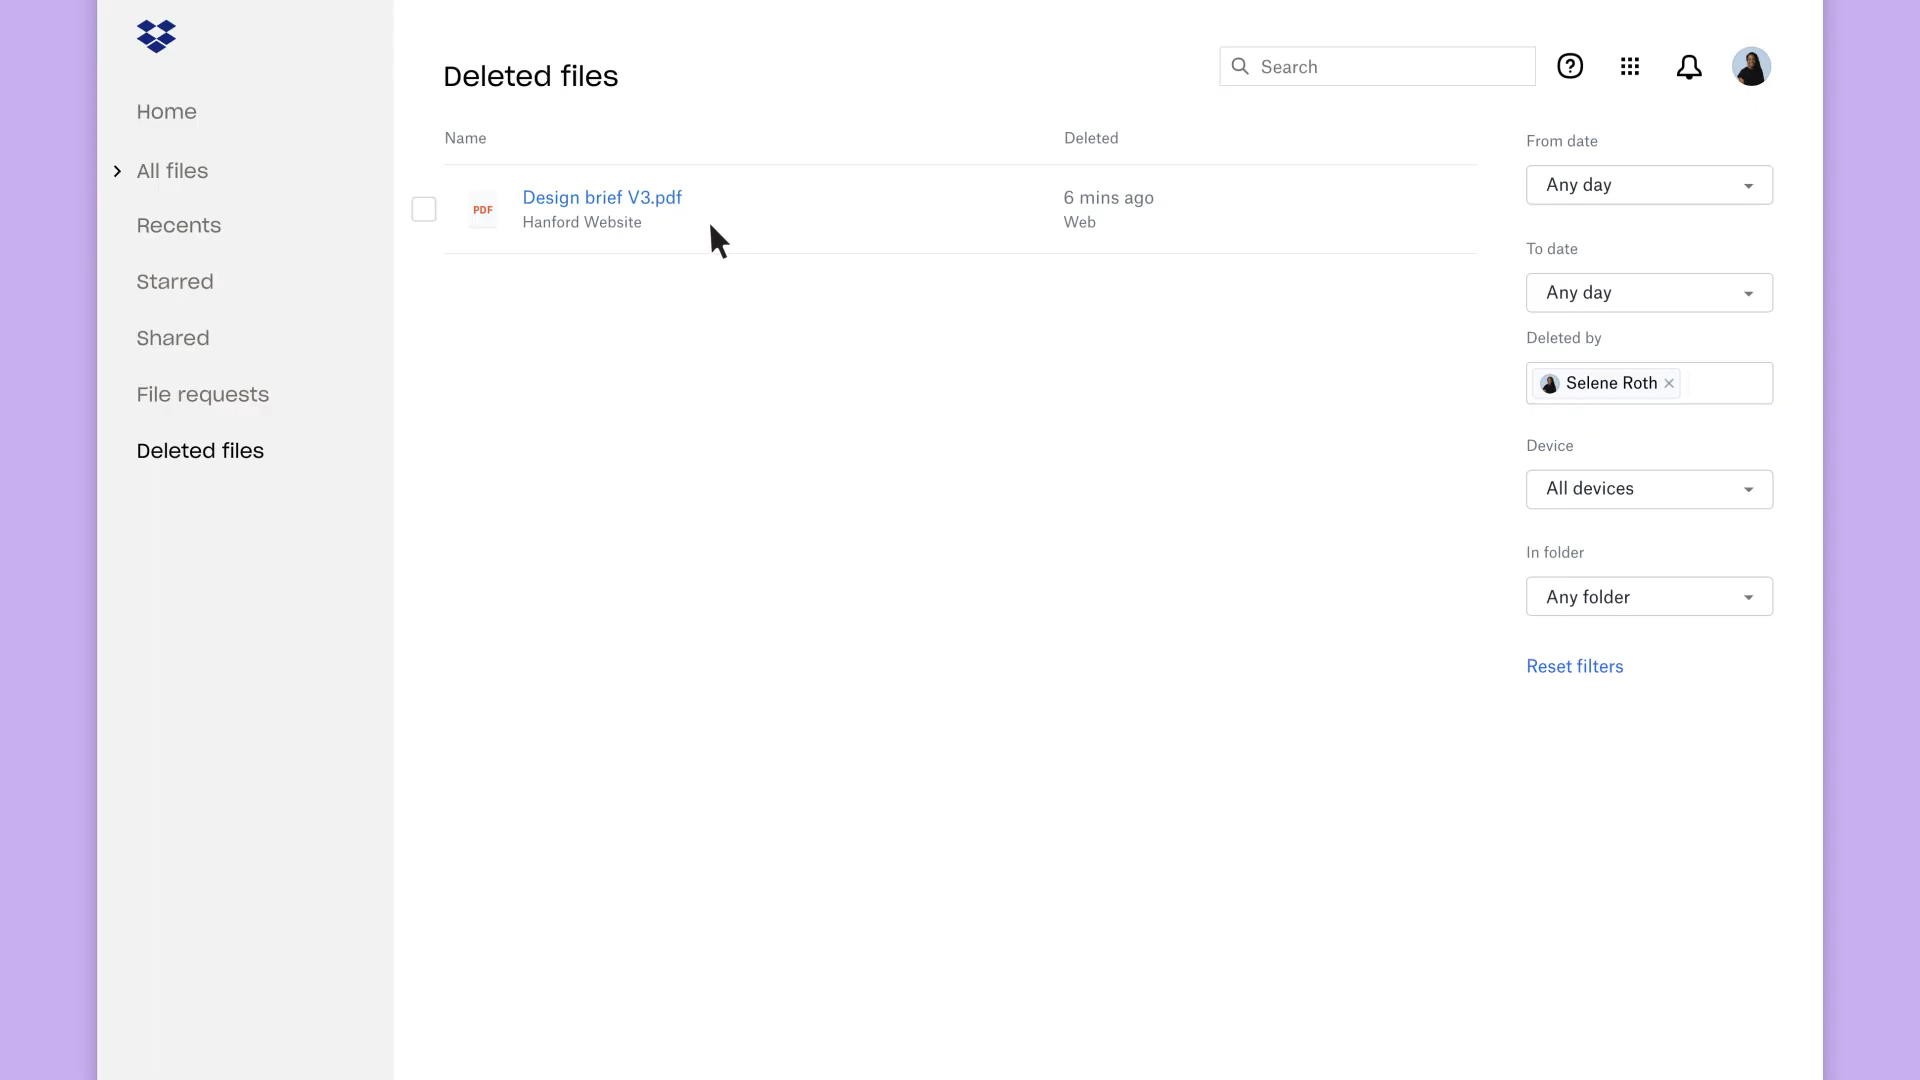 Home
All files
Recents
Starred
Shared
File requests
Deleted files
Deleted files
Search
Name
Deleted
PDF
Design brief V3.pdf
Hanford Website
6 mins ago
Web
From date
Any day
To date
Any day
Deleted by
Selene Roth
Device
All devices
In folder
Any folder
Reset filters